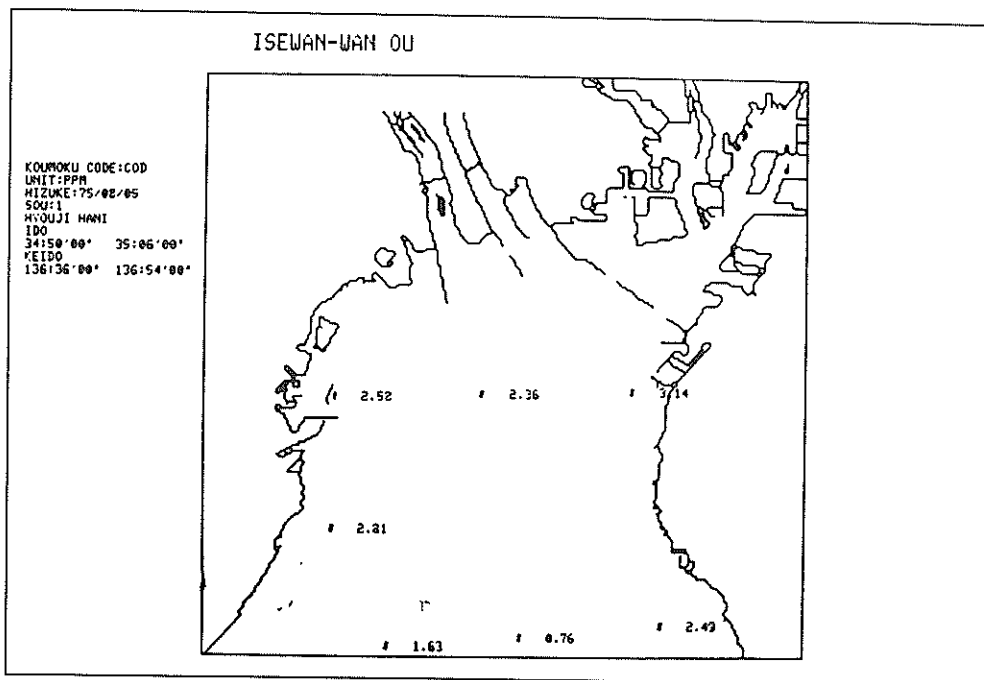 ISEWAN-WAN OU
KOUMOKU CODE:COD
UNIT:PPM
HIZUKE:75/02/05
SOU:1
HYOUJI HANI
IDO
34:50'00" 35:06'00"
KEIDO
136:36'00" 136:54'00"
# 2.52 # 2.36 # 3.14
# 2.81
# 2.49
# 1.63 # 0.76